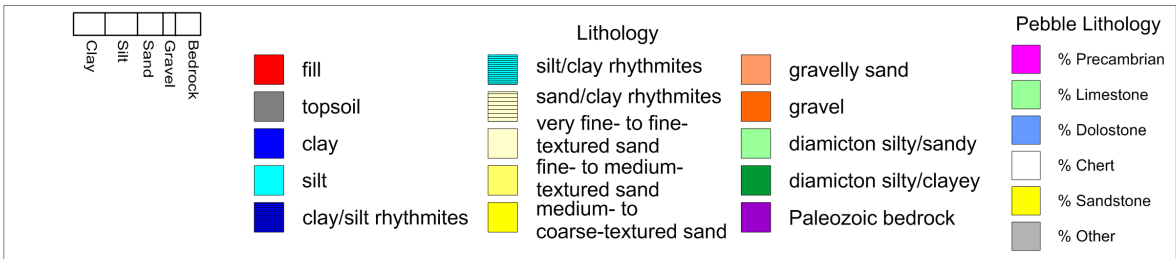 Clay
Silt
Sand
Gravel
Bedrock
Lithology
fill
topsoil
clay
silt
clay/silt rhythmites
silt/clay rhythmites
sand/clay rhythmites
very fine- to fine-
textured sand
fine- to medium-
textured sand
medium- to
coarse-textured sand
gravelly sand
gravel
diamicton silty/sandy
diamicton silty/clayey
Paleozoic bedrock
Pebble Lithology
% Precambrian
% Limestone
% Dolostone
% Chert
% Sandstone
% Other